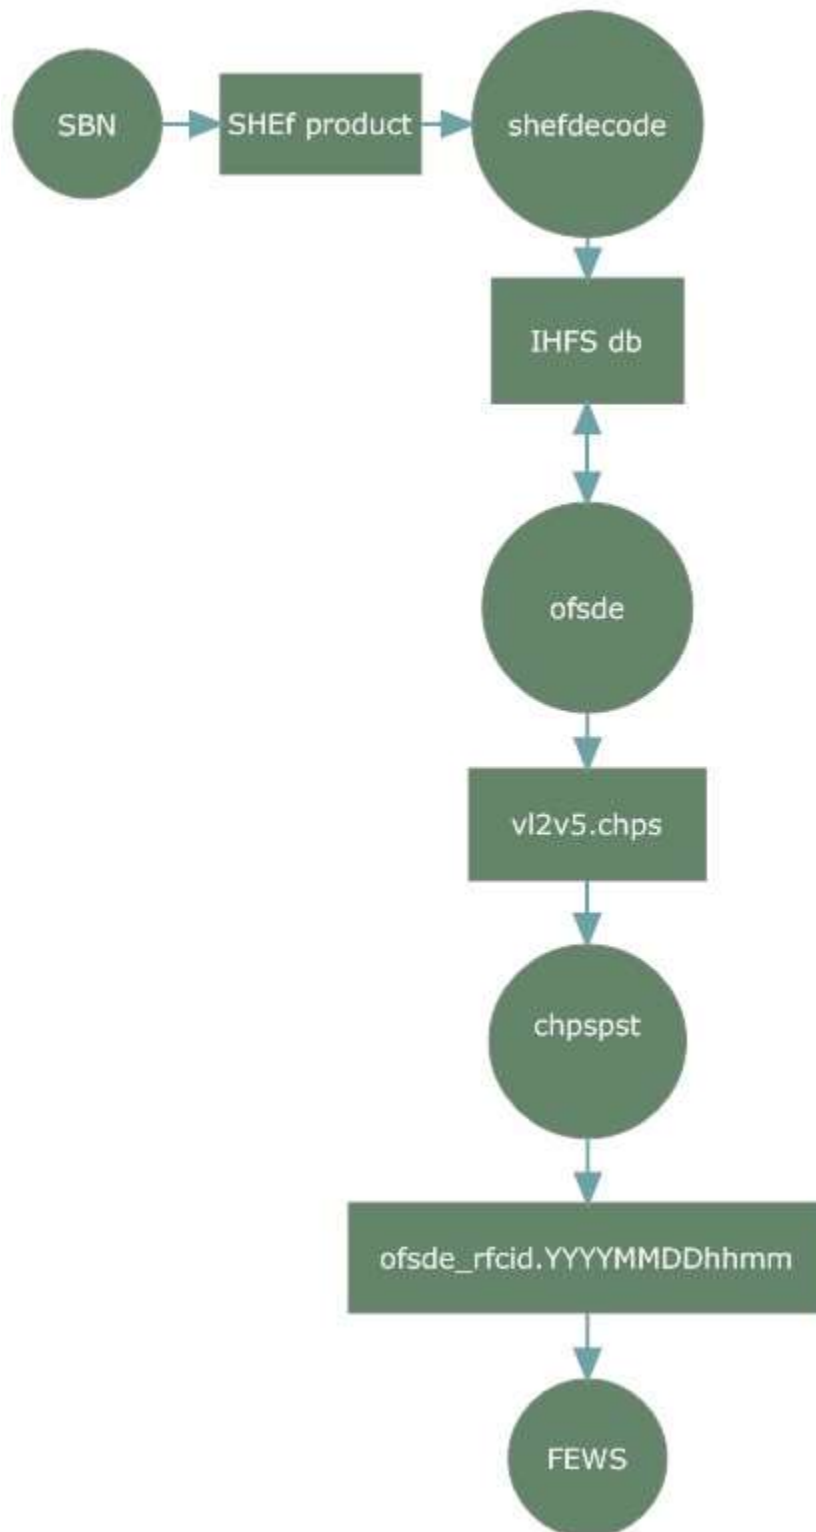 SBN
SHEf product
shefdecode
IHFS db
ofsde
vl2v5.chps
chpspst
ofsde_rfcid.YYYYMMDDhhmm
FEWS